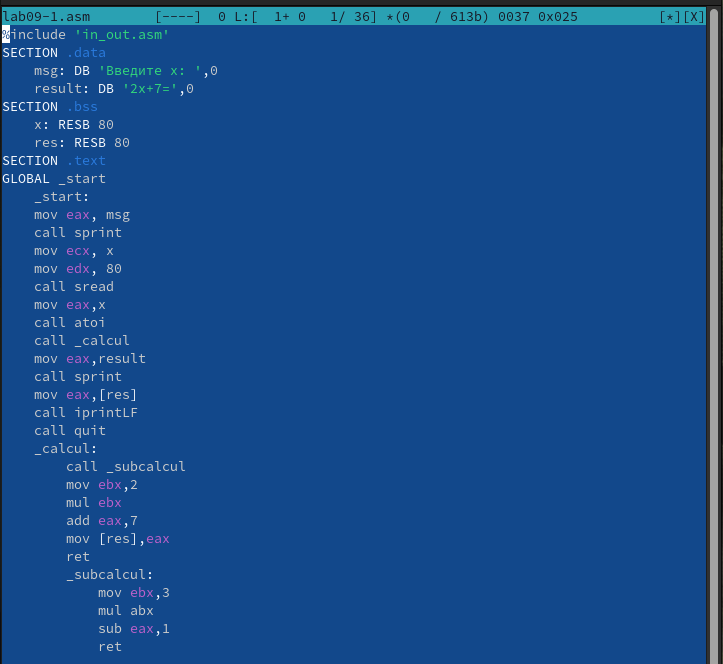 lab09-1.asm [----] 0 L:[ 1+ 0 1/ 36] *(0 / 613b) 0037 0x025 [*][X]
%include 'in_out.asm'
SECTION .data
    msg: DB 'Введите x: ',0
    result: DB '2x+7=',0
SECTION .bss
    x: RESB 80
    res: RESB 80
SECTION .text
GLOBAL _start
    _start:
    mov eax, msg
    call sprint
    mov ecx, x
    mov edx, 80
    call sread
    mov eax,x
    call atoi
    call _calcul
    mov eax,result
    call sprint
    mov eax,[res]
    call iprintLF
    call quit
    _calcul:
        call _subcalcul
        mov ebx,2
        mul ebx
        add eax,7
        mov [res],eax
        ret
        _subcalcul:
            mov ebx,3
            mul abx
            sub eax,1
            ret